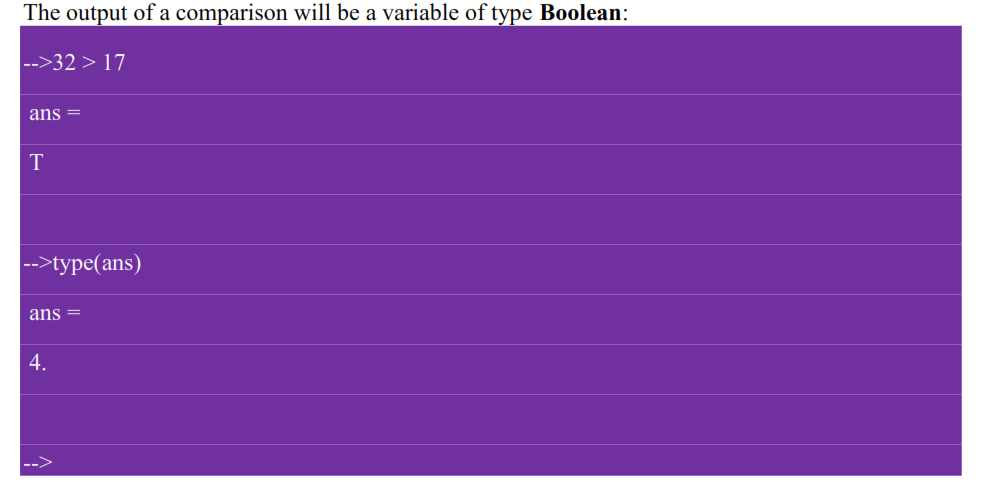 The output of a comparison will be a variable of type Boolean:
-->32 > 17
ans =
T
-->type(ans)
ans =
4.
-->